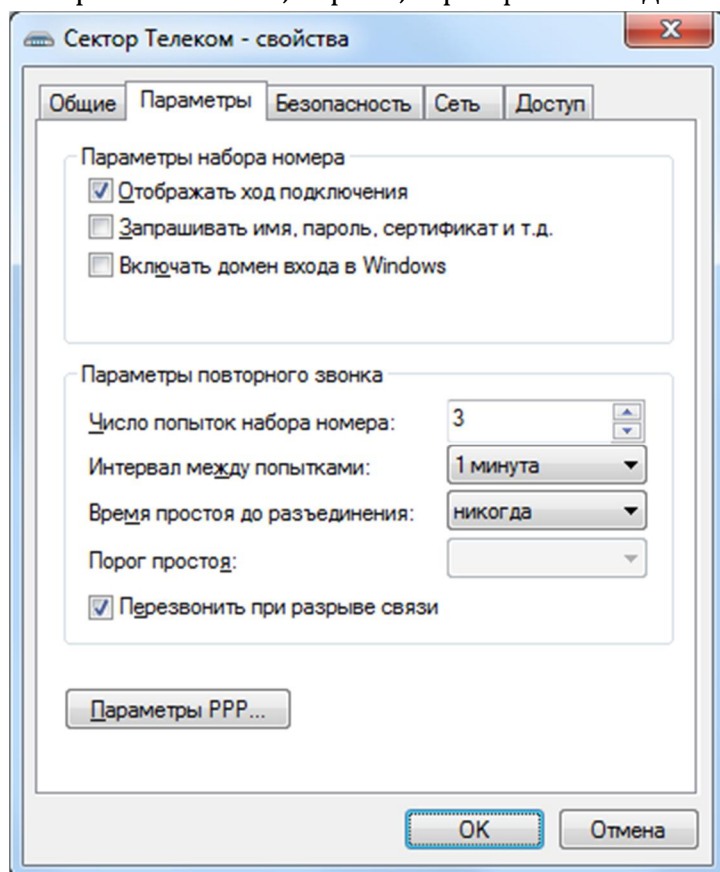 Сектор Телеком - свойства
Общие Параметры Безопасность Сеть Доступ
Параметры набора номера
Отображать ход подключения
Запрашивать имя, пароль, сертификат и т.д.
Включать домен входа в Windows
Параметры повторного звонка
Число попыток набора номера: 3
Интервал между попытками: 1 минута
Время простоя до разъединения: никогда
Порог простоя:
Перезвонить при разрыве связи
Параметры PPP...
OK Отмена